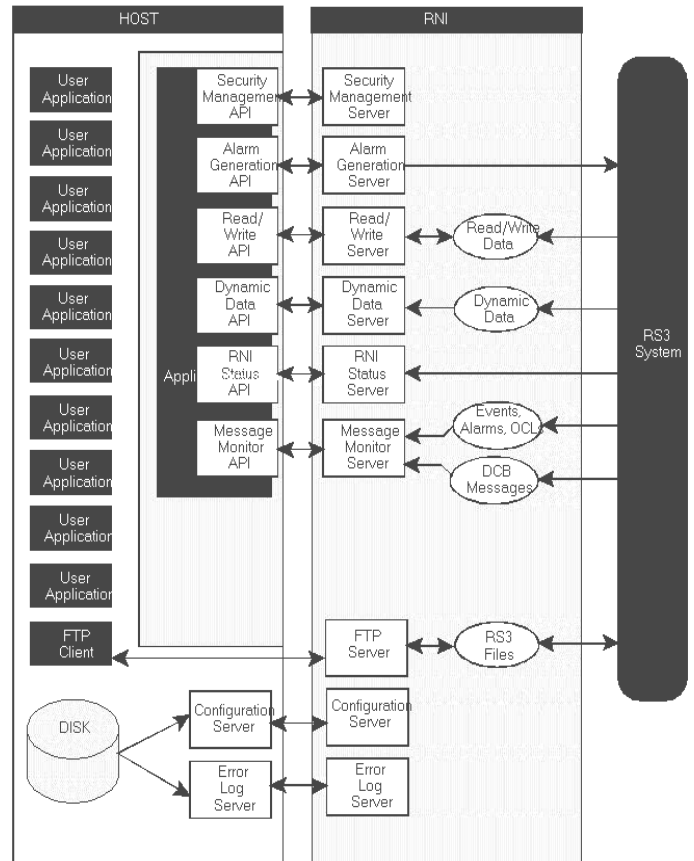 HOST
RNI
User
Application
User
Application
User
Application
User
Application
User
Application
User
Application
User
Application
User
Application
User
Application
User
Application
FTP
Client
DISK
Appli
Security
Management
API
Alarm
Generation
API
Read/
Write
API
Dynamic
Data
API
RNI
Status
API
Message
Monitor
API
Configuration
Server
Error
Log
Server
Security
Management
Server
Alarm
Generation
Server
Read/
Write
Server
Dynamic
Data
Server
RNI
Status
Server
Message
Monitor
Server
FTP
Server
Configuration
Server
Error
Log
Server
Read/Write
Data
Dynamic
Data
Events,
Alarms, OCLs
DCB
Messages
RS3
Files
RS3
System